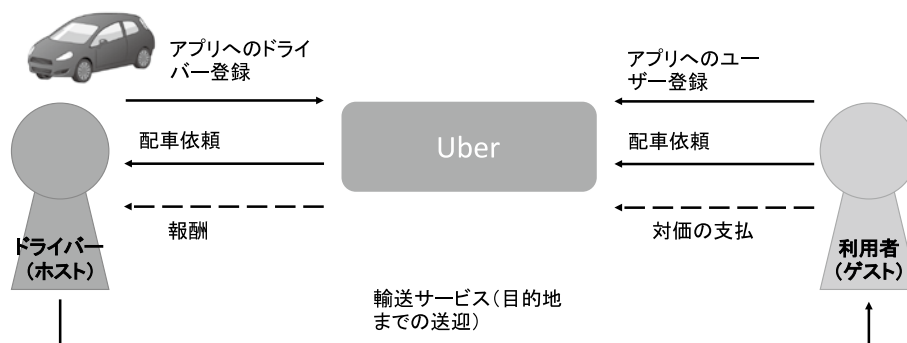 アプリへのドライ
バー登録
アプリへのユー
ザー登録
配車依頼
Uber
配車依頼
報酬
対価の支払
ドライバー
（ホスト）
利用者
（ゲスト）
輸送サービス（目的地
までの送迎）